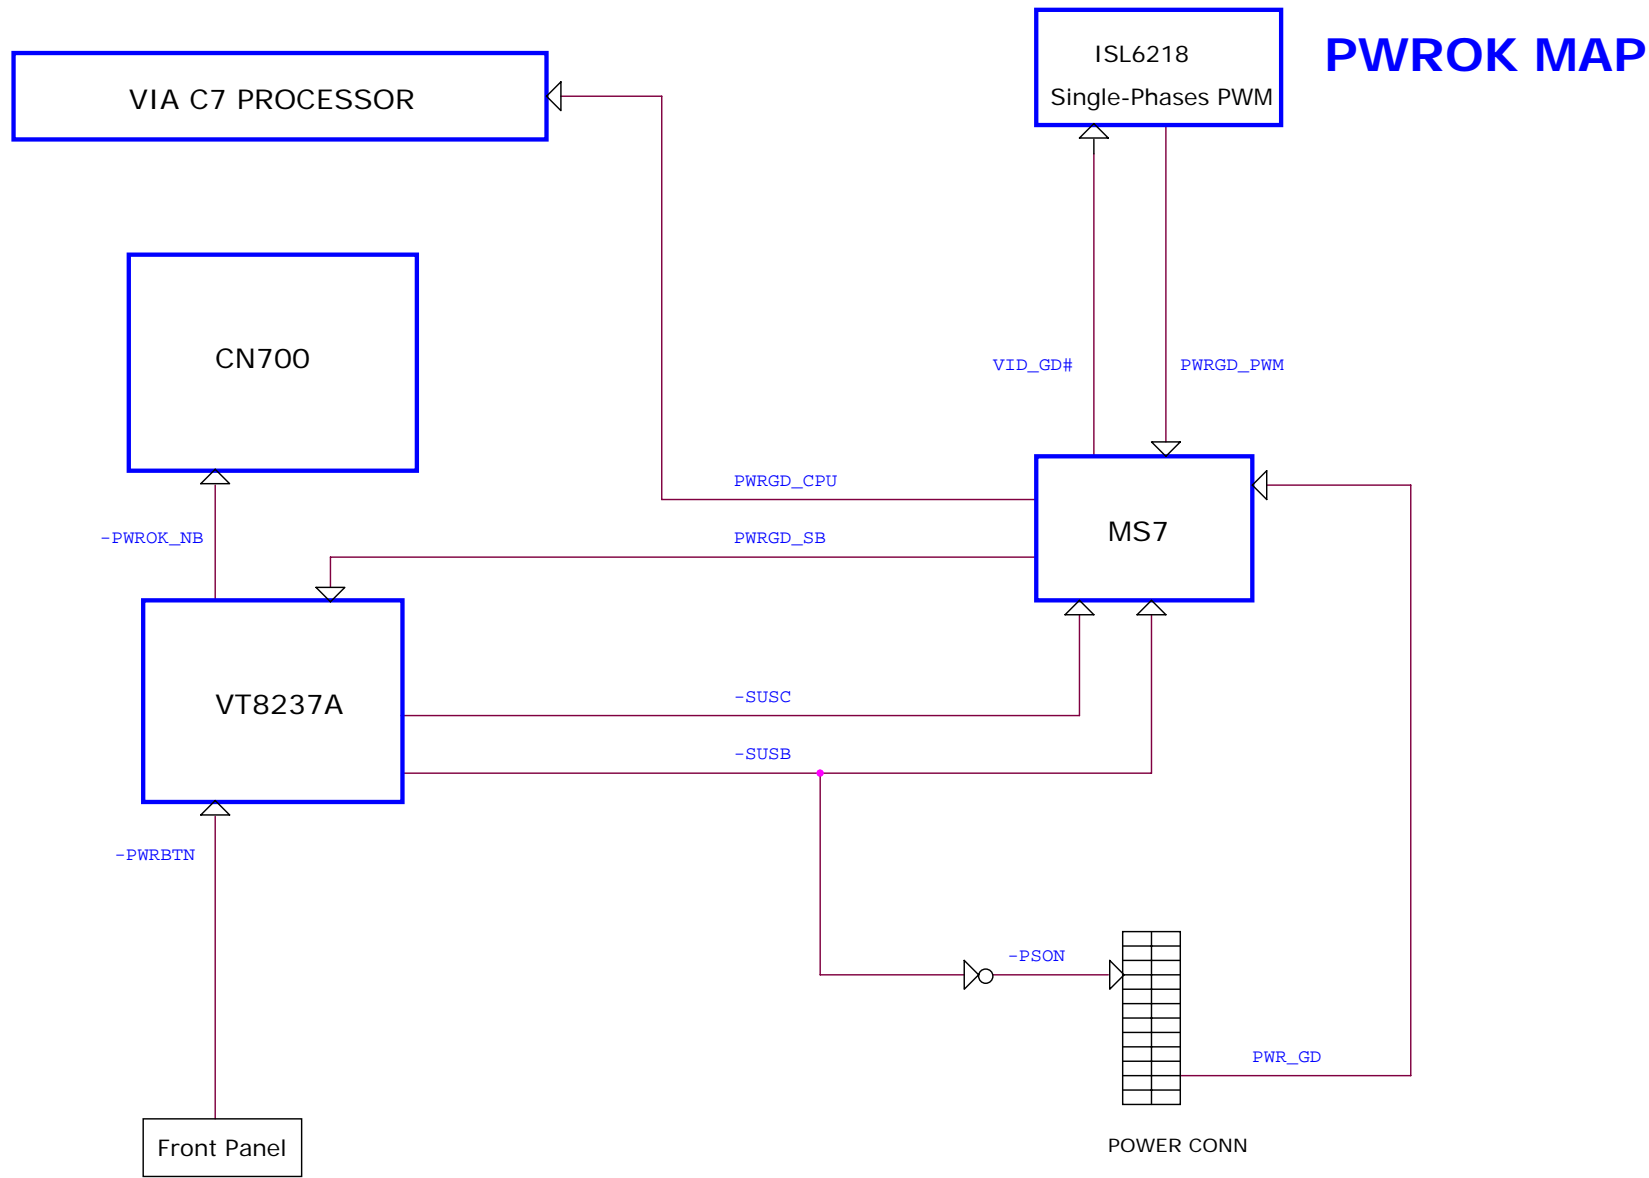 PWROK MAP
ISL6218
Single-Phases PWM
VIA C7 PROCESSOR
CN700
VID_GD#
PWRGD_PWM
PWRGD_CPU
MS7
-PWROK_NB
PWRGD_SB
VT8237A
-SUSC
-SUSB
-PWRBTN
-PSON
PWR_GD
Front Panel
POWER CONN